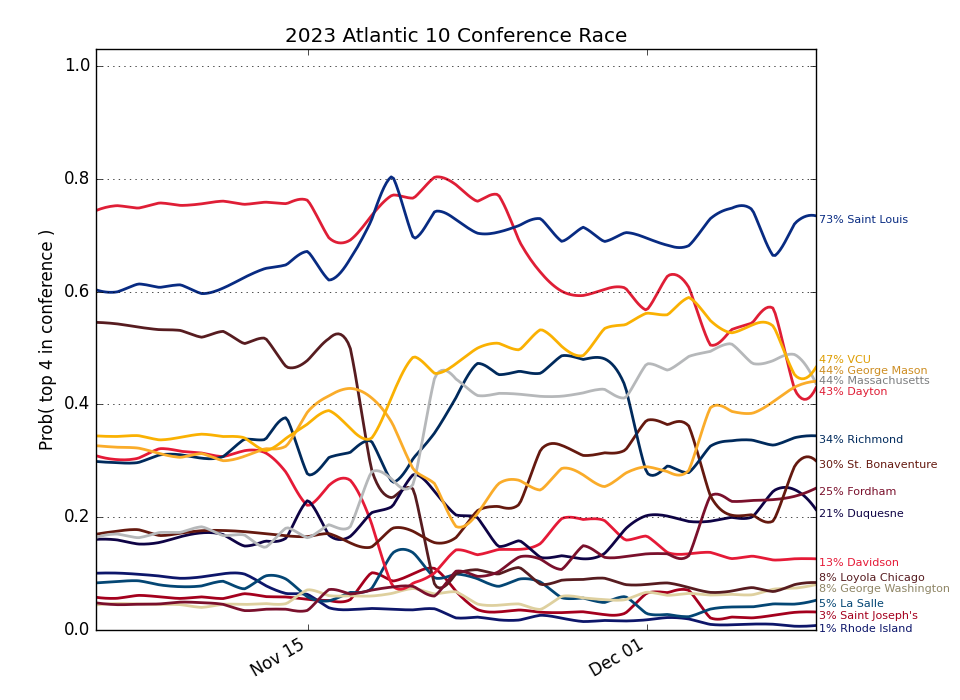 2023 Atlantic 10 Conference Race
Prob( top 4 in conference )
1.0
0.8
0.6
0.4
0.2
0.0
Nov 15
Dec 01
73% Saint Louis
47% VCU
44% George Mason
44% Massachusetts
43% Dayton
34% Richmond
30% St. Bonaventure
25% Fordham
21% Duquesne
13% Davidson
8% Loyola Chicago
8% George Washington
5% La Salle
3% Saint Joseph's
1% Rhode Island